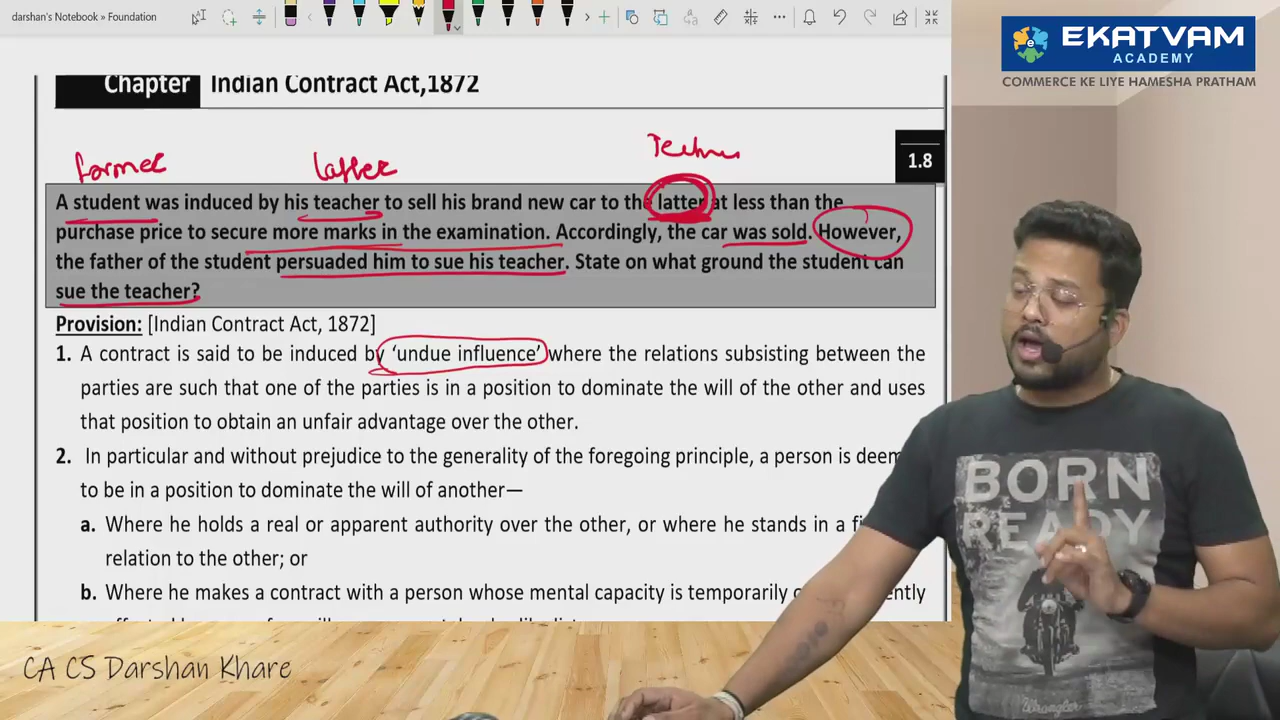 darshan's Notebook » Foundation
EKATVAM
ACADEMY
COMMERCE KE LIYE HAMESHA PRATHAM
Chapter Indian Contract Act,1872
1.8
former
latter
A student was induced by his teacher to sell his brand new car to the latter at less than the
purchase price to secure more marks in the examination. Accordingly, the car was sold. However,
the father of the student persuaded him to sue his teacher. State on what ground the student can
sue the teacher?
Provision: [Indian Contract Act, 1872]
1. A contract is said to be induced by ‘undue influence’ where the relations subsisting between the
parties are such that one of the parties is in a position to dominate the will of the other and uses
that position to obtain an unfair advantage over the other.
2. In particular and without prejudice to the generality of the foregoing principle, a person is deem
to be in a position to dominate the will of another—
a. Where he holds a real or apparent authority over the other, or where he stands in a fi
relation to the other; or
b. Where he makes a contract with a person whose mental capacity is temporarily
BORN
READY
Wrangler
CA CS Darshan Khare